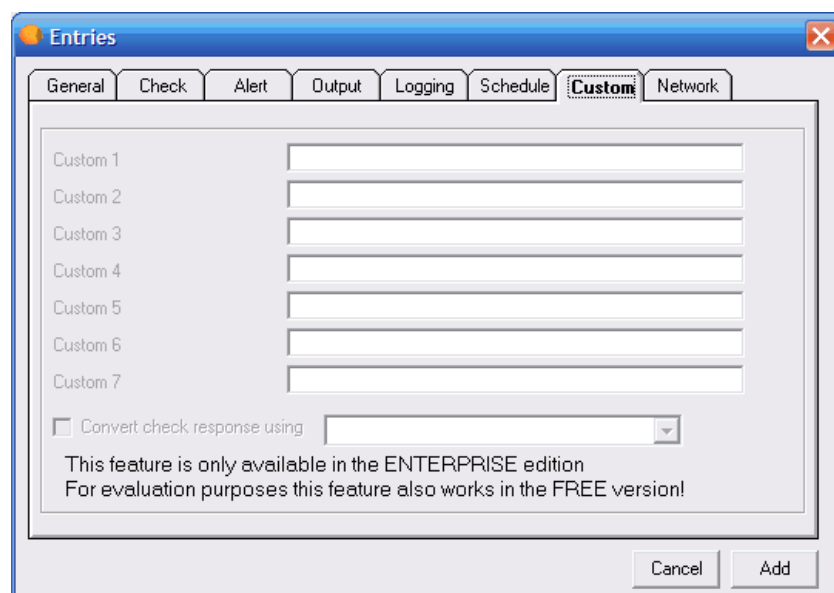 Entries
General Check Alert Output Logging Schedule Custom Network
Custom 1
Custom 2
Custom 3
Custom 4
Custom 5
Custom 6
Custom 7
Convert check response using
This feature is only available in the ENTERPRISE edition
For evaluation purposes this feature also works in the FREE version!
Cancel Add